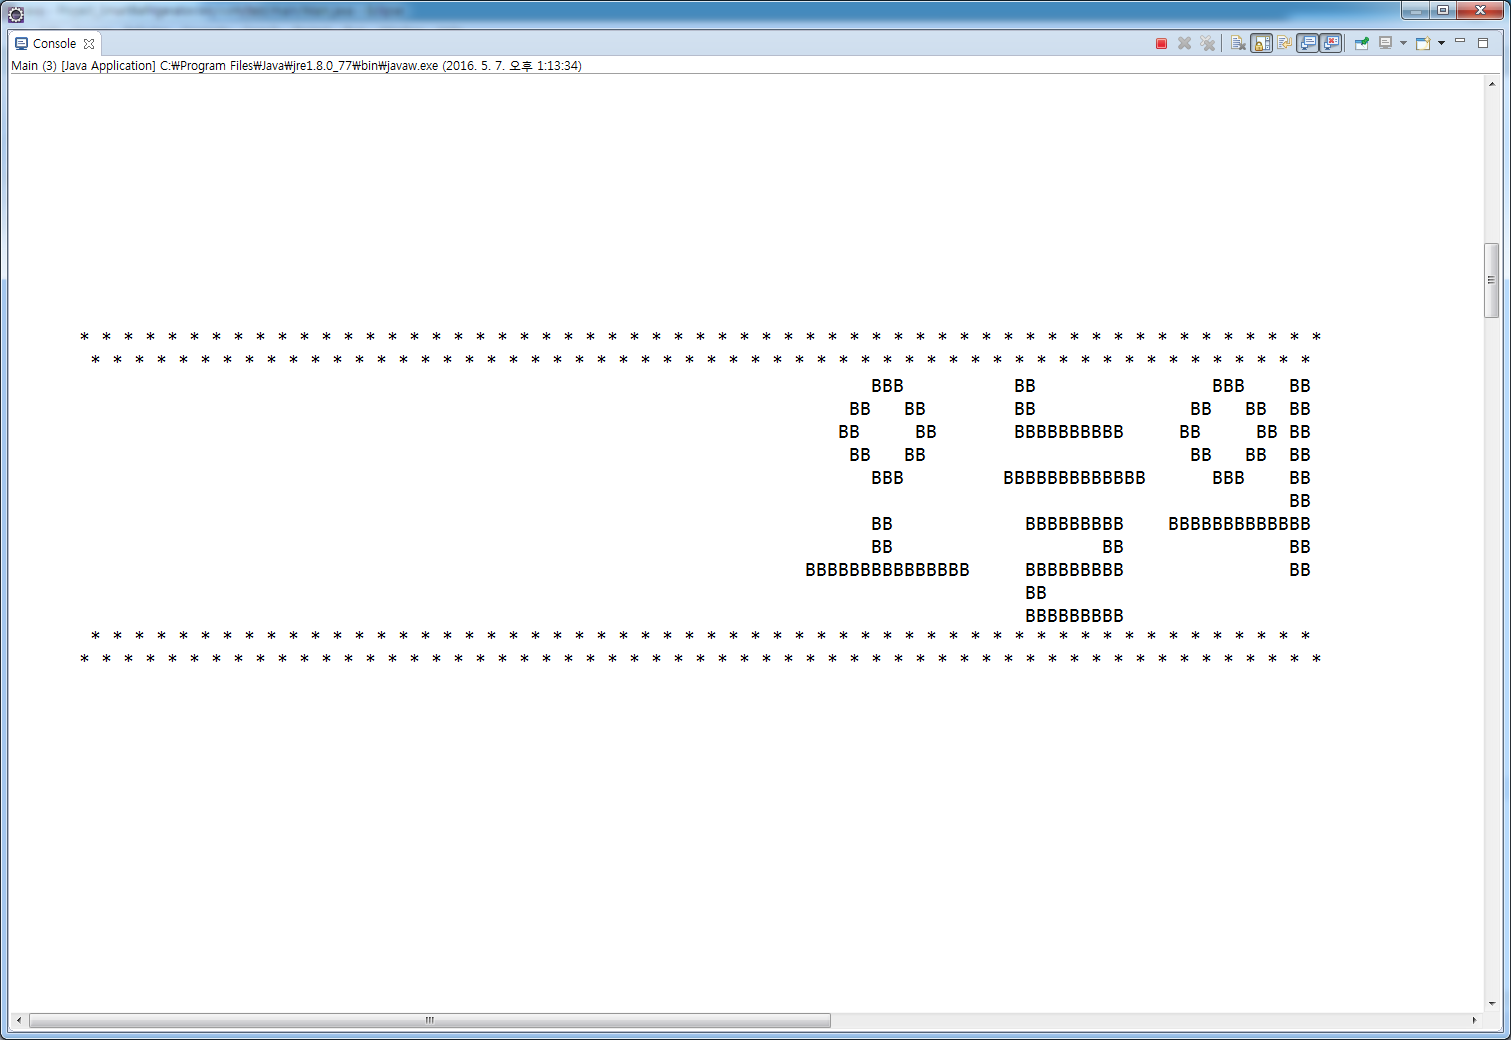 Console
Main (3) [Java Application] C:₩Program Files₩Java₩jre1.8.0_77₩bin₩javaw.exe (2016. 5. 7. 오후 1:13:34)
* * * * * * * * * * * * * * * * * * * * * * * * * * * * * * * * * * * * * * * * * * * * * * * * * * * * * * * * *
* * * * * * * * * * * * * * * * * * * * * * * * * * * * * * * * * * * * * * * * * * * * * * * * * * * * * * * *
BBB BB BBB BB
BB BB BB BB BB BB
BB BB BBBBBBBBBB BB BB BB
BB BB BB BB BB
BBB BBBBBBBBBBBBB BBB BB
BB
BB BBBBBBBBB BBBBBBBBBBBBB
BB BB BB
BBBBBBBBBBBBBBB BBBBBBBBB BB
BB
BBBBBBBBB
* * * * * * * * * * * * * * * * * * * * * * * * * * * * * * * * * * * * * * * * * * * * * * * * * * * * * * * *
* * * * * * * * * * * * * * * * * * * * * * * * * * * * * * * * * * * * * * * * * * * * * * * * * * * * * * * * *